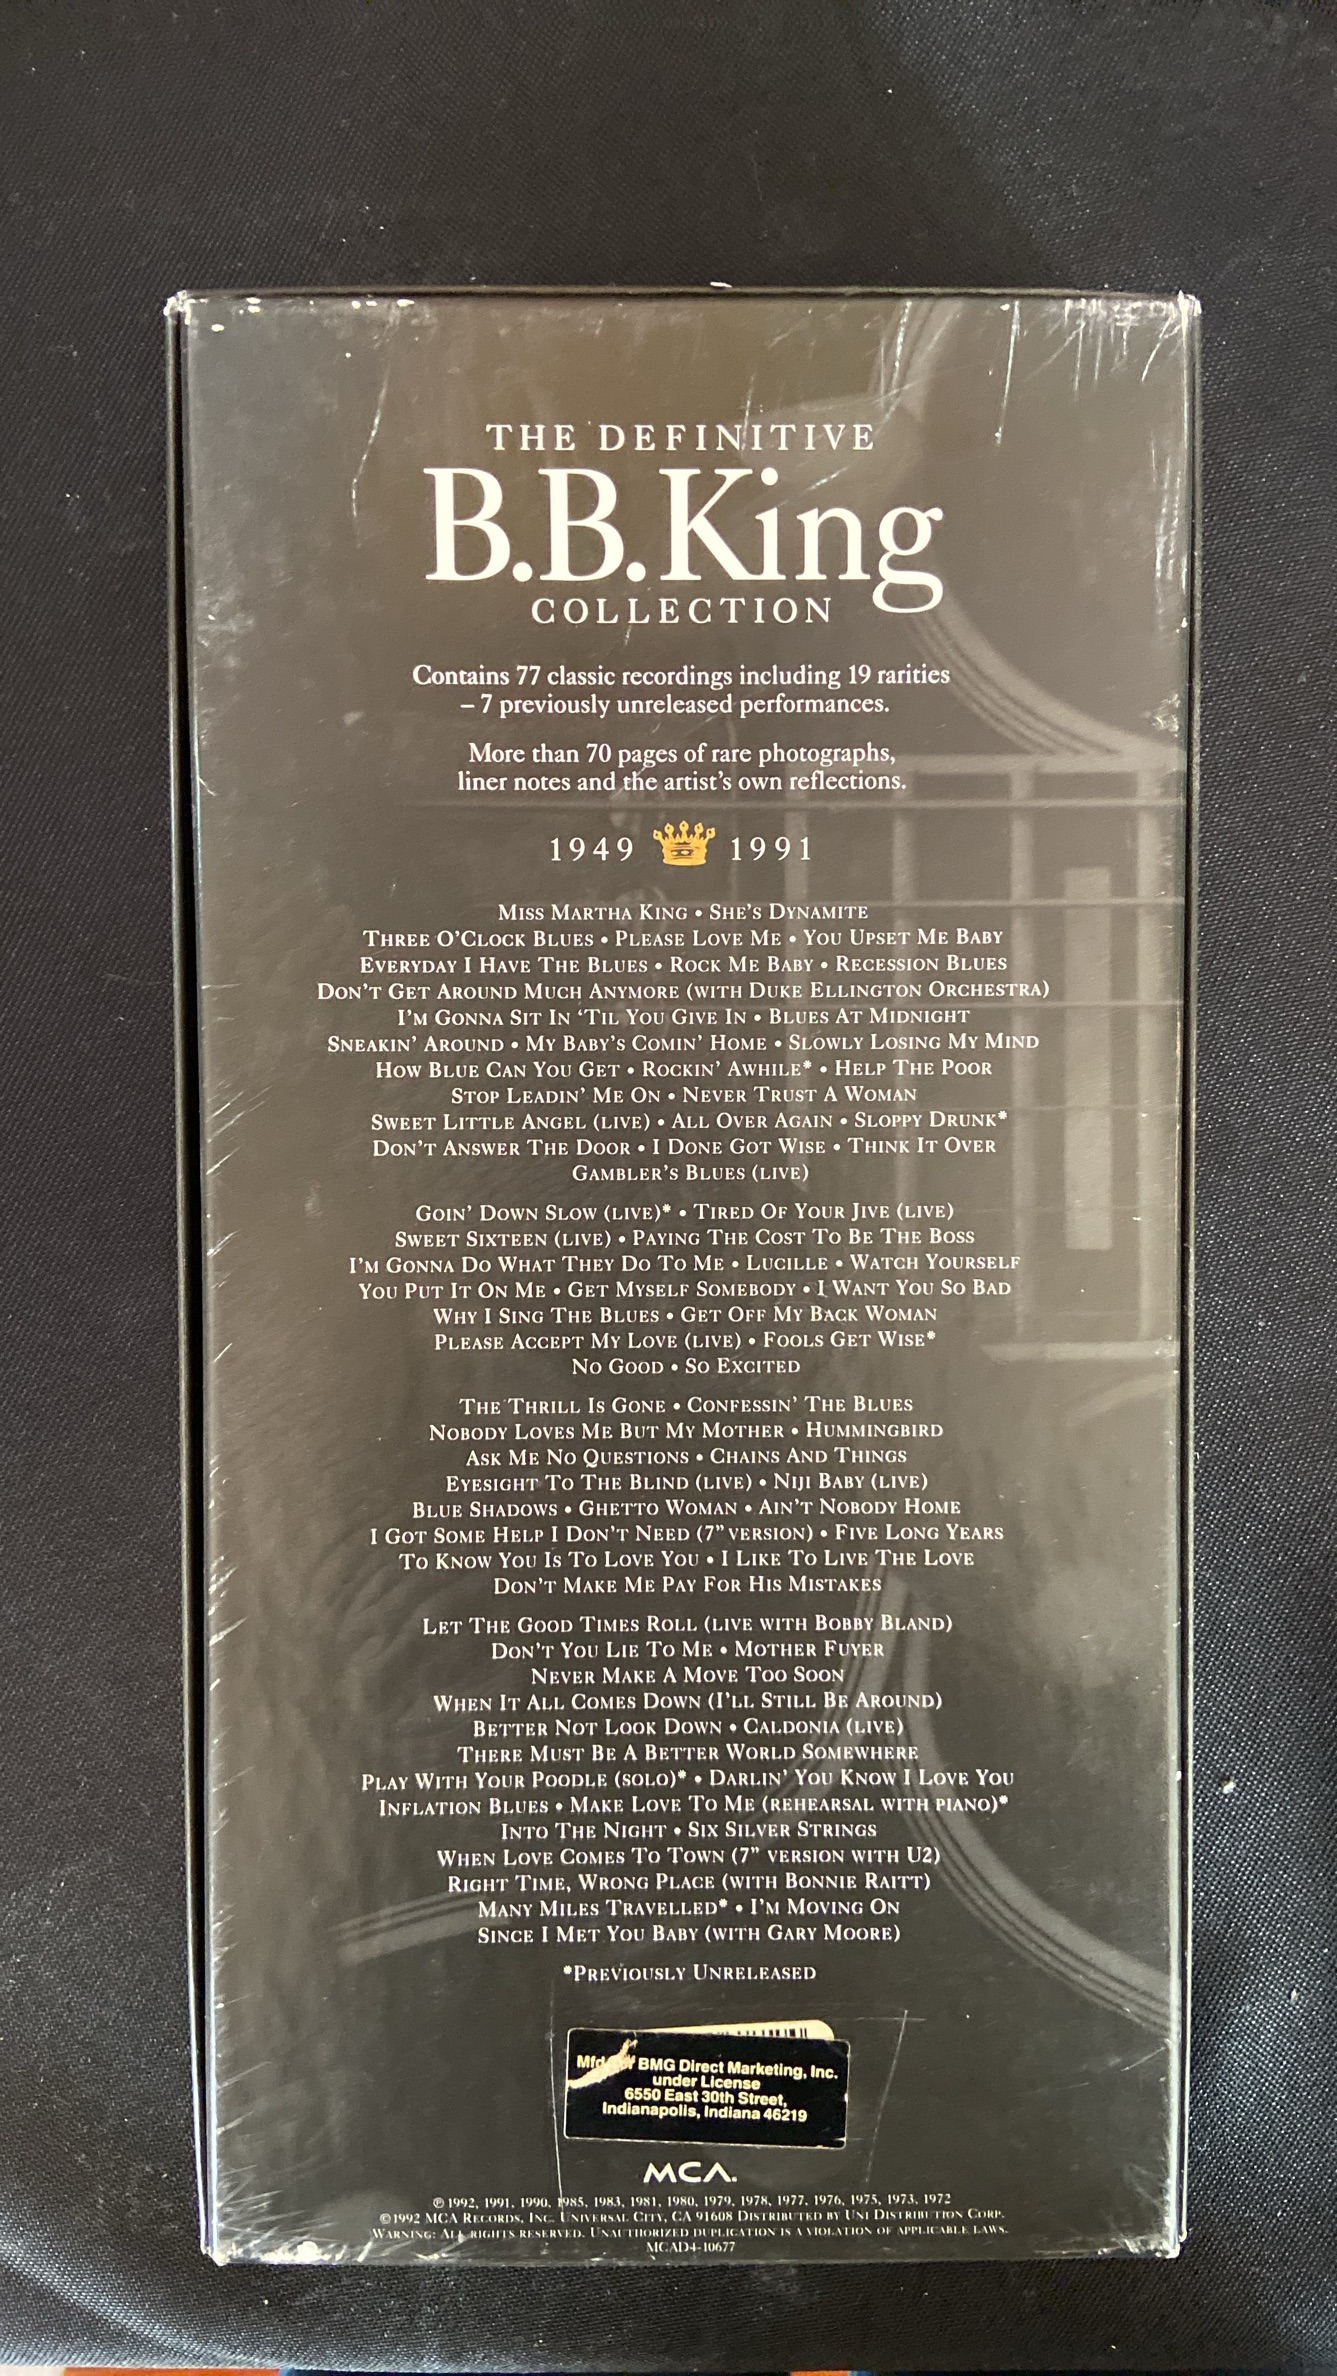 THE DEFINITIVE
B.B.King
COLLECTION
Contains 77 classic recordings including 19 rarities
– 7 previously unreleased performances.
More than 70 pages of rare photographs,
liner notes and the artist's own reflections.
1949 1991
MISS MARTHA KING • SHE'S DYNAMITE
THREE O'CLOCK BLUES • PLEASE LOVE ME • YOU UPSET ME BABY
EVERYDAY I HAVE THE BLUES • ROCK ME BABY • RECESSION BLUES
DON'T GET AROUND MUCH ANYMORE (WITH DUKE ELLINGTON ORCHESTRA)
I'M GONNA SIT IN 'TIL YOU GIVE IN • BLUES AT MIDNIGHT
SNEAKIN' AROUND • MY BABY'S COMIN' HOME • SLOWLY LOSING MY MIND
HOW BLUE CAN YOU GET • ROCKIN' AWHILE* • HELP THE POOR
STOP LEADIN' ME ON • NEVER TRUST A WOMAN
SWEET LITTLE ANGEL (LIVE) • ALL OVER AGAIN • SLOPPY DRUNK*
DON'T ANSWER THE DOOR • I DONE GOT WISE • THINK IT OVER
GAMBLER'S BLUES (LIVE)
GOIN' DOWN SLOW (LIVE)* • TIRED OF YOUR JIVE (LIVE)
SWEET SIXTEEN (LIVE) • PAYING THE COST TO BE THE BOSS
I'M GONNA DO WHAT THEY DO TO ME • LUCILLE • WATCH YOURSELF
YOU PUT IT ON ME • GET MYSELF SOMEBODY • I WANT YOU SO BAD
WHY I SING THE BLUES • GET OFF MY BACK WOMAN
PLEASE ACCEPT MY LOVE (LIVE) • FOOLS GET WISE*
NO GOOD • SO EXCITED
THE THRILL IS GONE • CONFESSIN' THE BLUES
NOBODY LOVES ME BUT MY MOTHER • HUMMINGBIRD
ASK ME NO QUESTIONS • CHAINS AND THINGS
EYESIGHT TO THE BLIND (LIVE) • NIJI BABY (LIVE)
BLUE SHADOWS • GHETTO WOMAN • AIN'T NOBODY HOME
I GOT SOME HELP I DON'T NEED (7" VERSION) • FIVE LONG YEARS
TO KNOW YOU IS TO LOVE YOU • I LIKE TO LIVE THE LOVE
DON'T MAKE ME PAY FOR HIS MISTAKES
LET THE GOOD TIMES ROLL (LIVE WITH BOBBY BLAND)
DON'T YOU LIE TO ME • MOTHER FUYER
NEVER MAKE A MOVE TOO SOON
WHEN IT ALL COMES DOWN (I'LL STILL BE AROUND)
BETTER NOT LOOK DOWN • CALDONIA (LIVE)
THERE MUST BE A BETTER WORLD SOMEWHERE
PLAY WITH YOUR POODLE (SOLO)* • DARLIN' YOU KNOW I LOVE YOU
INFLATION BLUES • MAKE LOVE TO ME (REHEARSAL WITH PIANO)*
INTO THE NIGHT • SIX SILVER STRINGS
WHEN LOVE COMES TO TOWN (7" VERSION WITH U2)
RIGHT TIME, WRONG PLACE (WITH BONNIE RAITT)
MANY MILES TRAVELLED* • I'M MOVING ON
SINCE I MET YOU BABY (WITH GARY MOORE)
*PREVIOUSLY UNRELEASED
Mfd BMG Direct Marketing, Inc.
under License
6550 East 30th Street,
Indianapolis, Indiana 46219
MCA.
℗ 1992, 1991, 1990, 1985, 1983, 1981, 1980, 1979, 1978, 1977, 1976, 1975, 1973, 1972
© 1992 MCA RECORDS, INC. UNIVERSAL CITY, CA 91608 DISTRIBUTED BY UNI DISTRIBUTION CORP.
WARNING: ALL RIGHTS RESERVED. UNAUTHORIZED DUPLICATION IS A VIOLATION OF APPLICABLE LAWS.
MCAD4-10677